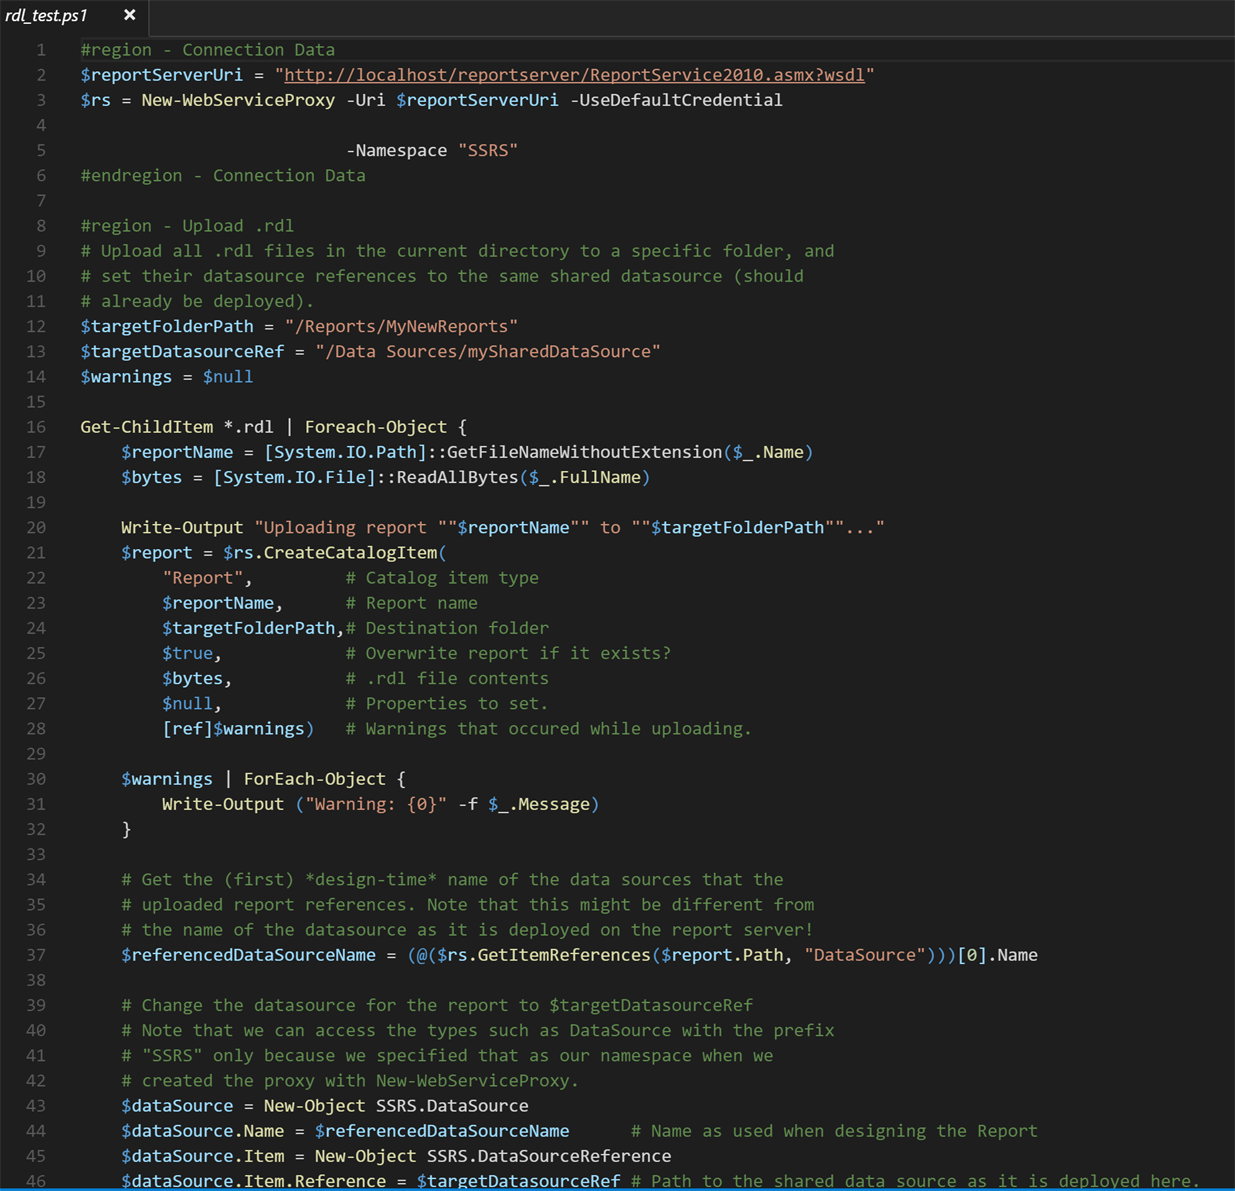 rdl_test.ps1 ×
1 #region - Connection Data
2 $reportServerUri = "http://localhost/reportserver/ReportService2010.asmx?wsdl"
3 $rs = New-WebServiceProxy -Uri $reportServerUri -UseDefaultCredential
4
5 -Namespace "SSRS"
6 #endregion - Connection Data
7
8 #region - Upload .rdl
9 # Upload all .rdl files in the current directory to a specific folder, and
10 # set their datasource references to the same shared datasource (should
11 # already be deployed).
12 $targetFolderPath = "/Reports/MyNewReports"
13 $targetDatasourceRef = "/Data Sources/mySharedDataSource"
14 $warnings = $null
15
16 Get-ChildItem *.rdl | Foreach-Object {
17 $reportName = [System.IO.Path]::GetFileNameWithoutExtension($_.Name)
18 $bytes = [System.IO.File]::ReadAllBytes($_.FullName)
19
20 Write-Output "Uploading report ""$reportName"" to ""$targetFolderPath""..."
21 $report = $rs.CreateCatalogItem(
22 "Report", # Catalog item type
23 $reportName, # Report name
24 $targetFolderPath,# Destination folder
25 $true, # Overwrite report if it exists?
26 $bytes, # .rdl file contents
27 $null, # Properties to set.
28 [ref]$warnings) # Warnings that occured while uploading.
29
30 $warnings | ForEach-Object {
31 Write-Output ("Warning: {0}" -f $_.Message)
32 }
33
34 # Get the (first) *design-time* name of the data sources that the
35 # uploaded report references. Note that this might be different from
36 # the name of the datasource as it is deployed on the report server!
37 $referencedDataSourceName = (@($rs.GetItemReferences($report.Path, "DataSource")))[0].Name
38
39 # Change the datasource for the report to $targetDatasourceRef
40 # Note that we can access the types such as DataSource with the prefix
41 # "SSRS" only because we specified that as our namespace when we
42 # created the proxy with New-WebServiceProxy.
43 $dataSource = New-Object SSRS.DataSource
44 $dataSource.Name = $referencedDataSourceName # Name as used when designing the Report
45 $dataSource.Item = New-Object SSRS.DataSourceReference
46 $dataSource.Item.Reference = $targetDatasourceRef # Path to the shared data source as it is deployed here.